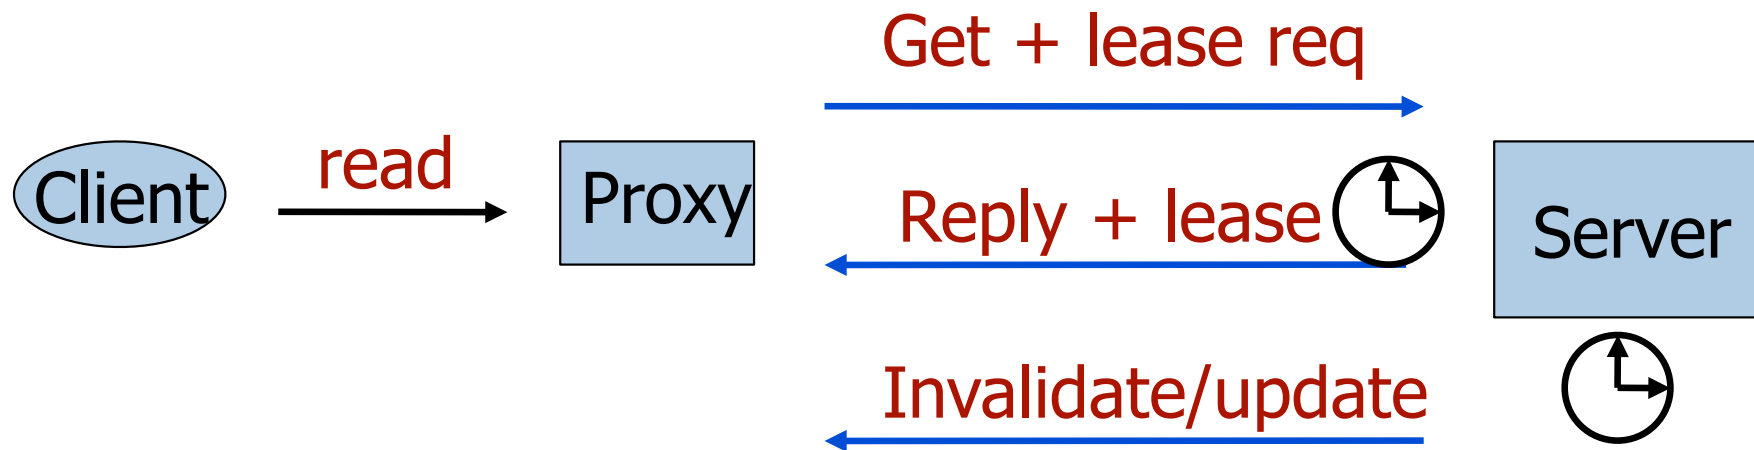 Get + lease req
Client
read
Proxy
Reply + lease
Server
Invalidate/update